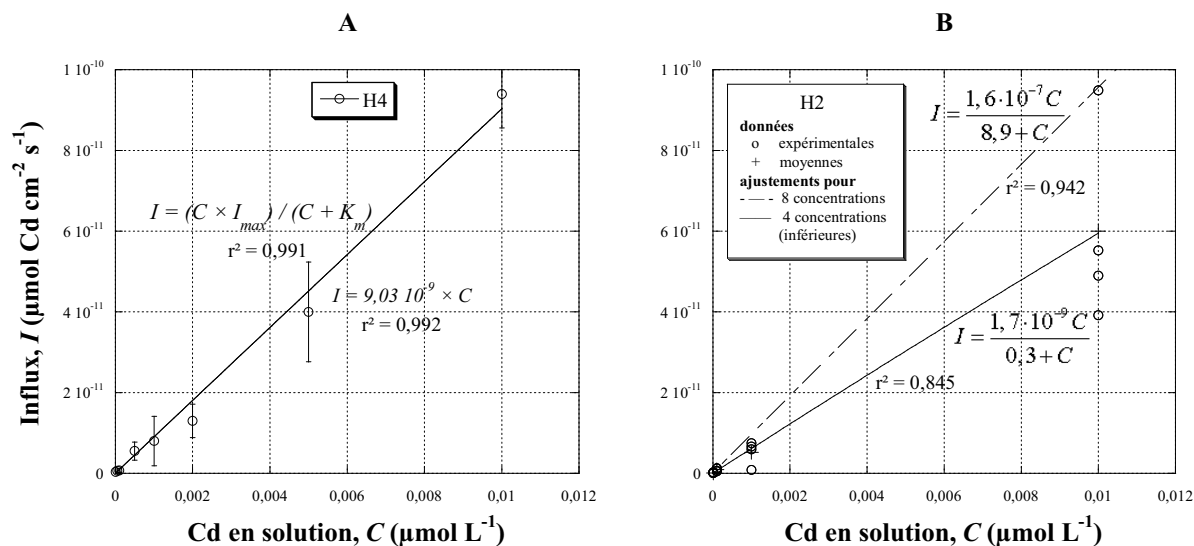 A
Influx, I (µmol Cd cm⁻² s⁻¹)
1 10⁻¹⁰
8 10⁻¹¹
6 10⁻¹¹
4 10⁻¹¹
2 10⁻¹¹
0
H4
I = (C × I_max) / (C + K_m)
r² = 0,991
I = 9,03 10⁻⁹ × C
r² = 0,992
0
0,002
0,004
0,006
0,008
0,01
0,012
Cd en solution, C (µmol L⁻¹)
B
1 10⁻¹⁰
8 10⁻¹¹
6 10⁻¹¹
4 10⁻¹¹
2 10⁻¹¹
0
H2
données
o expérimentales
+ moyennes
ajustements pour
8 concentrations
4 concentrations
(inférieures)
I = 1,6·10⁻⁷ C / 8,9 + C
r² = 0,942
I = 1,7·10⁻⁹ C / 0,3 + C
r² = 0,845
0
0,002
0,004
0,006
0,008
0,01
0,012
Cd en solution, C (µmol L⁻¹)